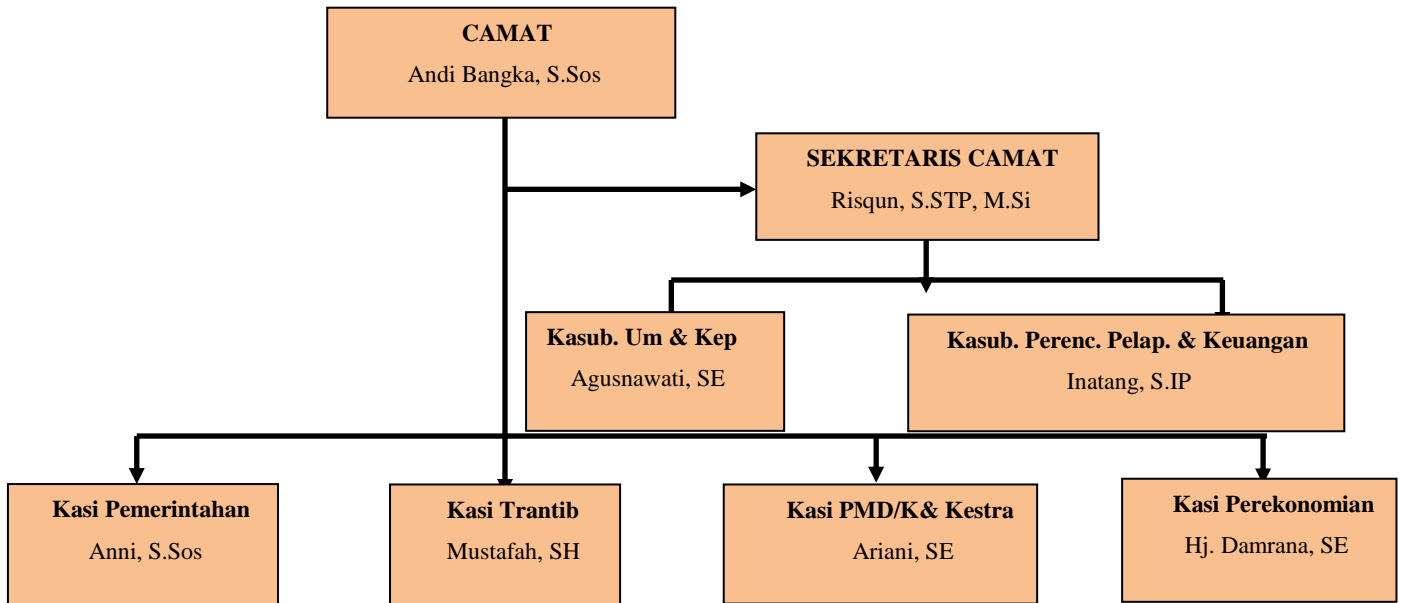 CAMAT
Andi Bangka, S.Sos
SEKRETARIS CAMAT
Risqun, S.STP, M.Si
Kasub. Um & Kep
Agusnawati, SE
Kasub. Perenc. Pelap. & Keuangan
Inatang, S.IP
Kasi Pemerintahan
Anni, S.Sos
Kasi Trantib
Mustafah, SH
Kasi PMD/K& Kestra
Ariani, SE
Kasi Perekonomian
Hj. Damrana, SE